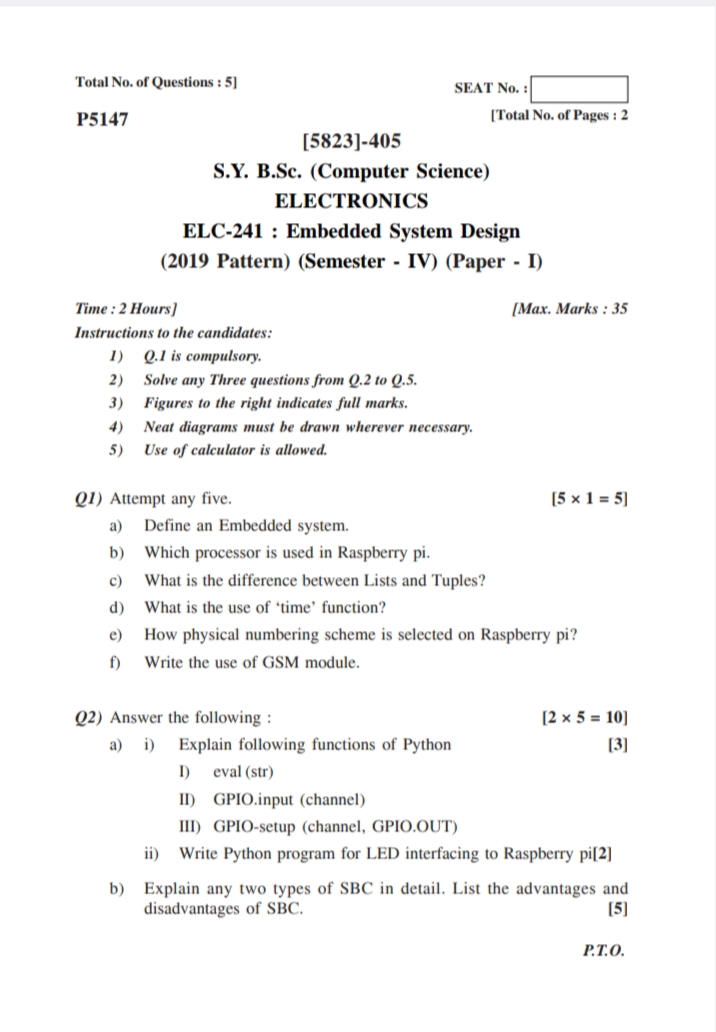 Total No. of Questions : 5]
SEAT No. :
P5147
[Total No. of Pages : 2
[5823]-405
S.Y. B.Sc. (Computer Science)
ELECTRONICS
ELC-241 : Embedded System Design
(2019 Pattern) (Semester - IV) (Paper - I)
Time : 2 Hours]
[Max. Marks : 35
Instructions to the candidates:
1) Q.1 is compulsory.
2) Solve any Three questions from Q.2 to Q.5.
3) Figures to the right indicates full marks.
4) Neat diagrams must be drawn wherever necessary.
5) Use of calculator is allowed.
Q1) Attempt any five. [5 × 1 = 5]
a) Define an Embedded system.
b) Which processor is used in Raspberry pi.
c) What is the difference between Lists and Tuples?
d) What is the use of ‘time’ function?
e) How physical numbering scheme is selected on Raspberry pi?
f) Write the use of GSM module.
Q2) Answer the following : [2 × 5 = 10]
a) i) Explain following functions of Python [3]
I) eval (str)
II) GPIO.input (channel)
III) GPIO-setup (channel, GPIO.OUT)
ii) Write Python program for LED interfacing to Raspberry pi[2]
b) Explain any two types of SBC in detail. List the advantages and
disadvantages of SBC. [5]
P.T.O.